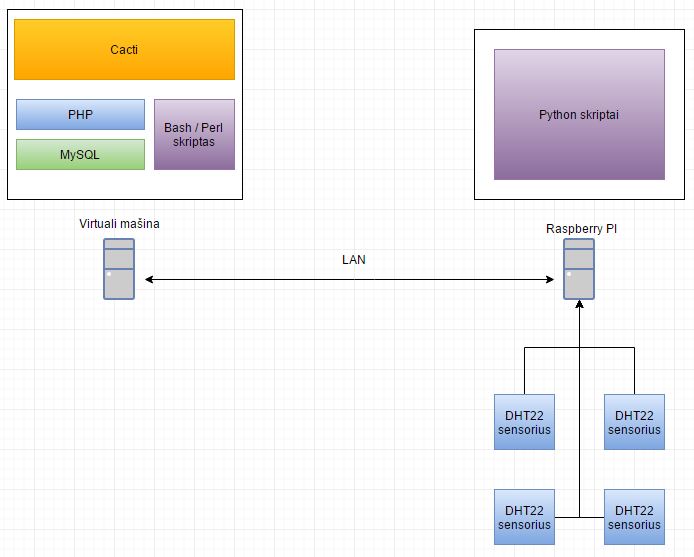 Cacti
PHP
MySQL
Bash / Perl
skriptas
Python skriptai
Virtuali mašina
Raspberry PI
LAN
DHT22
sensorius
DHT22
sensorius
DHT22
sensorius
DHT22
sensorius